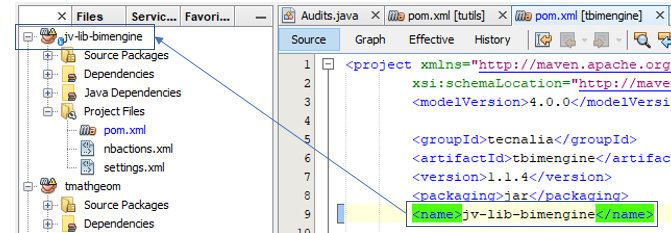 Files
Servic...
Favori...
jv-lib-bimengine
Source Packages
Dependencies
Java Dependencies
Project Files
pom.xml
nbactions.xml
settings.xml
tmathgeom
Source Packages
Dependencies
Audits.java
pom.xml [tutils]
pom.xml [tbimengine]
Source
Graph
Effective
History
1 <project xmlns="http://maven.apache.org
2 xsi:schemaLocation="http://mave
3 <modelVersion>4.0.0</modelVersi
4
5 <groupId>tecnalia</groupId>
6 <artifactId>tbimengine</artifac
7 <version>1.1.4</version>
8 <packaging>jar</packaging>
9 <name>jv-lib-bimengine</name>
10